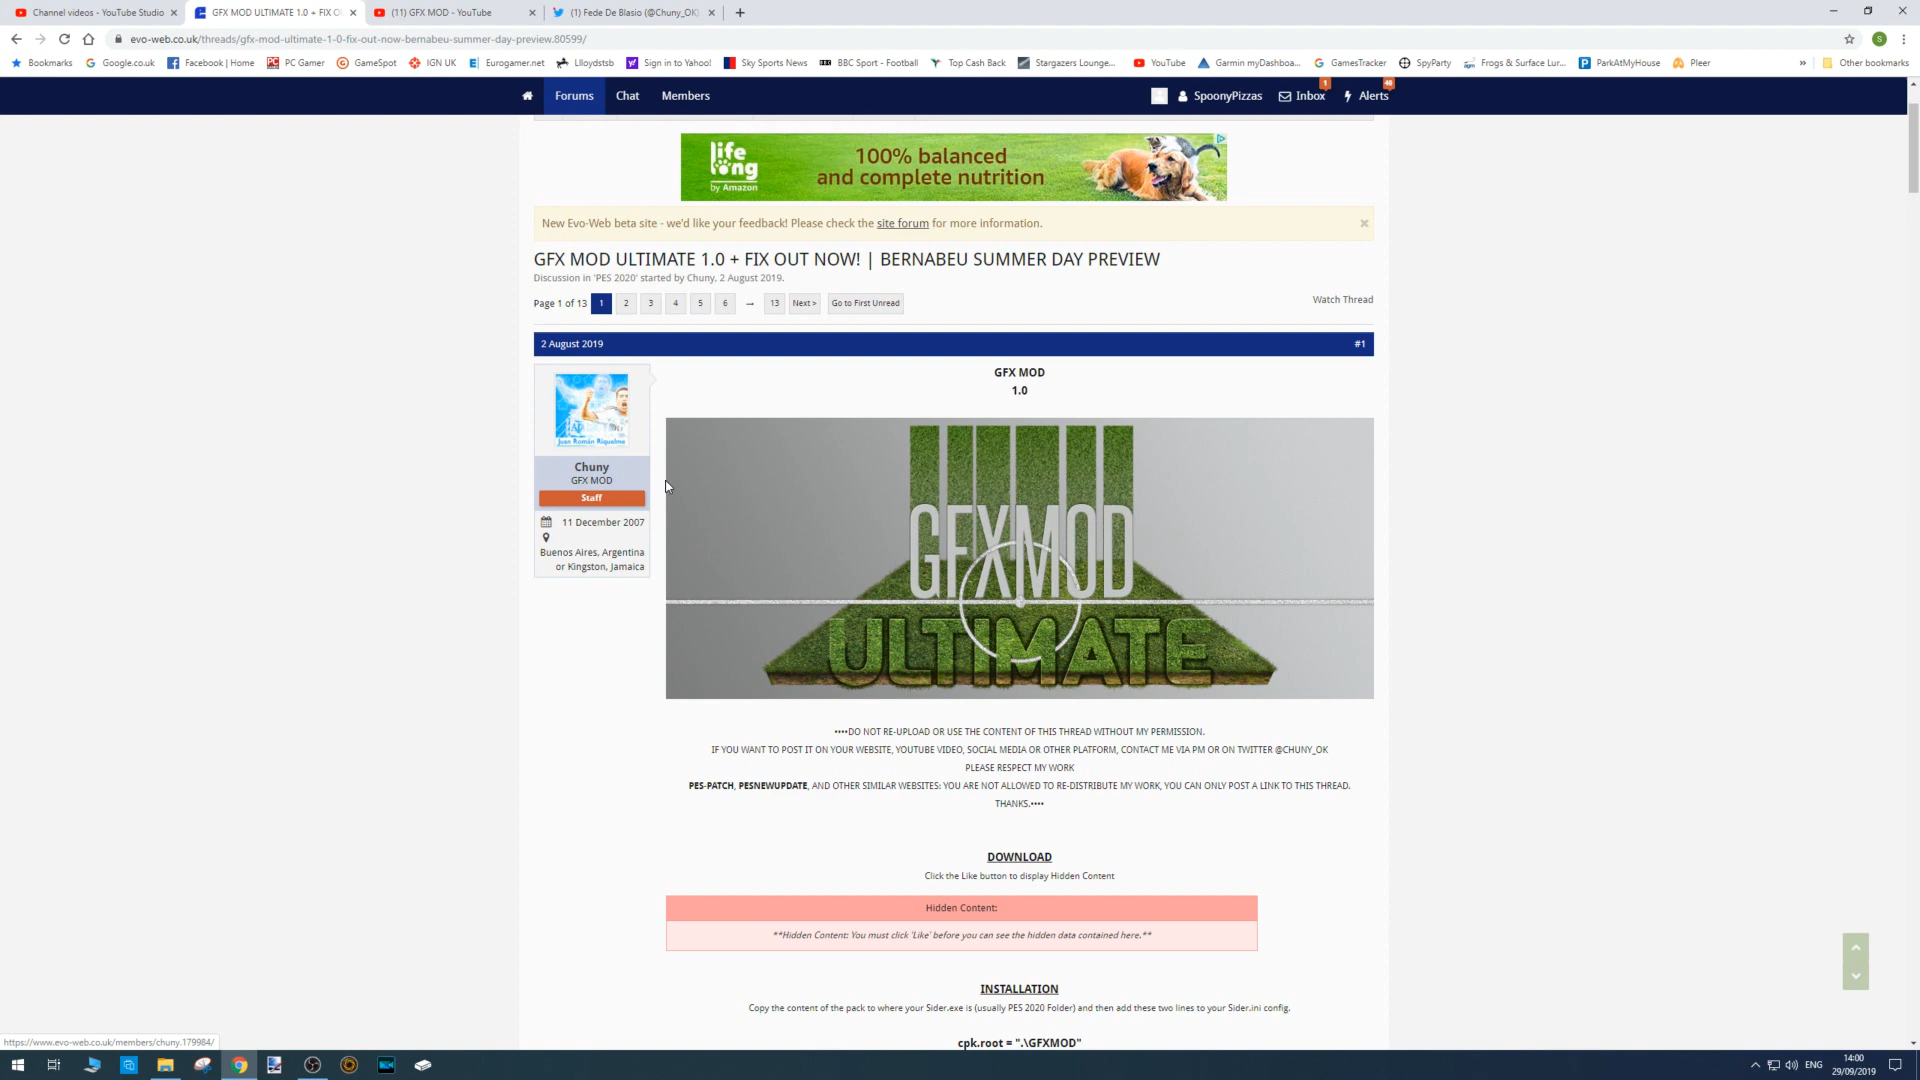 Channel videos - YouTube Studio
GFX MOD ULTIMATE 1.0 + FIX O
(11) GFX MOD - YouTube
(1) Fede De Blasio (@Chuny_OK)
evo-web.co.uk/threads/gfx-mod-ultimate-1-0-fix-out-now-bernabeu-summer-day-preview.80599/
S
Bookmarks
Google.co.uk
Facebook | Home
PC Gamer
GameSpot
IGN UK
Eurogamer.net
Lloydstsb
Sign in to Yahoo!
Sky Sports News
BBC Sport - Football
Top Cash Back
Stargazers Lounge...
YouTube
Garmin myDashboa...
GamesTracker
SpyParty
Frogs & Surface Lur...
ParkAtMyHouse
Pleer
»
Other bookmarks
Forums
Chat
Members
SpoonyPizzas
Inbox
1
Alerts
40
life long
by Amazon
100% balanced
and complete nutrition
New Evo-Web beta site - we'd like your feedback! Please check the site forum for more information.
GFX MOD ULTIMATE 1.0 + FIX OUT NOW! | BERNABEU SUMMER DAY PREVIEW
Discussion in 'PES 2020' started by Chuny, 2 August 2019.
Page 1 of 13 1 2 3 4 5 6 → 13 Next > Go to First Unread
Watch Thread
2 August 2019
#1
GFX MOD
1.0
Juan Román Riquelme
Chuny
GFX MOD
Staff
11 December 2007
Buenos Aires, Argentina
or Kingston, Jamaica
GFXMOD
ULTIMATE
••••DO NOT RE-UPLOAD OR USE THE CONTENT OF THIS THREAD WITHOUT MY PERMISSION.
IF YOU WANT TO POST IT ON YOUR WEBSITE, YOUTUBE VIDEO, SOCIAL MEDIA OR OTHER PLATFORM, CONTACT ME VIA PM OR ON TWITTER @CHUNY_OK
PLEASE RESPECT MY WORK
PES-PATCH, PESNEWUPDATE, AND OTHER SIMILAR WEBSITES: YOU ARE NOT ALLOWED TO RE-DISTRIBUTE MY WORK, YOU CAN ONLY POST A LINK TO THIS THREAD.
THANKS.••••
DOWNLOAD
Click the Like button to display Hidden Content
Hidden Content:
**Hidden Content: You must click 'Like' before you can see the hidden data contained here.**
INSTALLATION
Copy the content of the pack to where your Sider.exe is (usually PES 2020 Folder) and then add these two lines to your Sider.ini config.
cpk.root = ".\GFXMOD"
https://www.evo-web.co.uk/members/chuny.179984/
ENG
14:00
29/09/2019